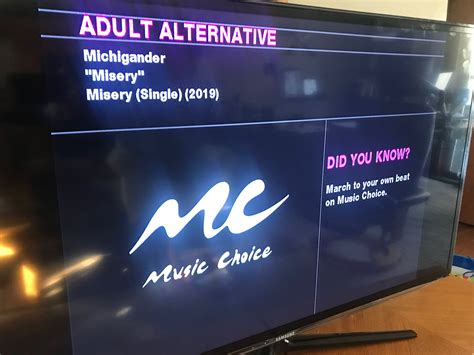 ADULT ALTERNATIVE
Michigander
"Misery"
Misery (Single) (2019)
DID YOU KNOW?
March to your own beat
on Music Choice.
MC
Music Choice
SAMSUNG